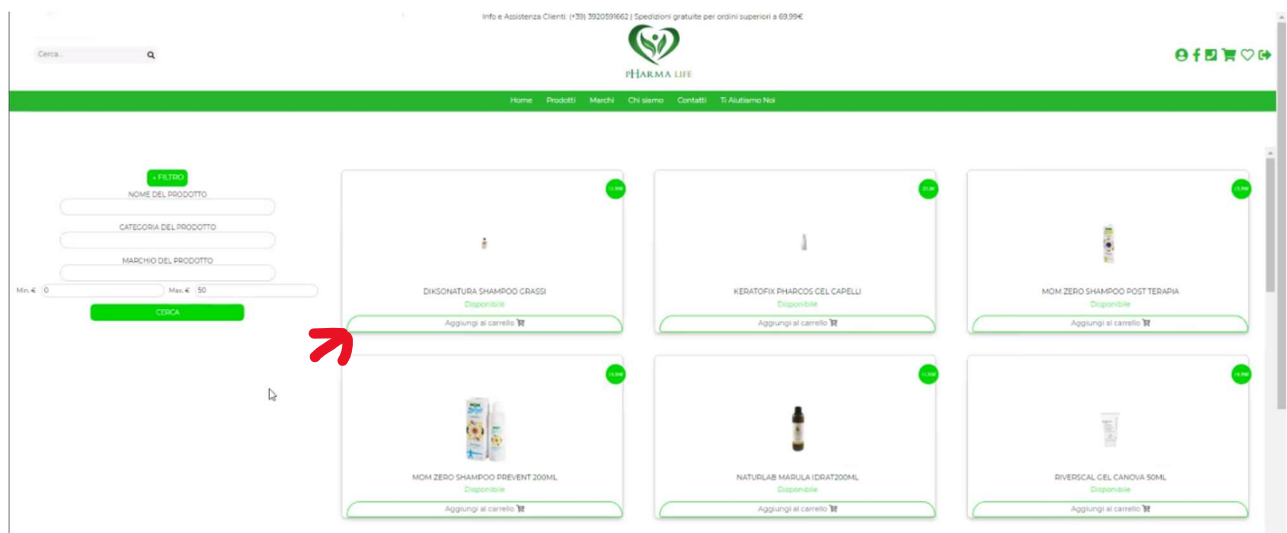 Info e Assistenza Clienti: (+39) 3920591662 | Spedizioni gratuite per ordini superiori a 69,99€
Cerca...
PHARMA LIFE
Home Prodotti Marchi Chi siamo Contatti Ti Aiutiamo Noi
FILTRO
NOME DEL PRODOTTO
CATEGORIA DEL PRODOTTO
MARCHIO DEL PRODOTTO
Min. € 0 Max. € 50
CERCA
DIKSONATURA SHAMPOO GRASSI
Disponibile
Aggiungi al carrello
KERATOFIX PHARCOS GEL CAPELLI
Disponibile
Aggiungi al carrello
MOM ZERO SHAMPOO POST TERAPIA
Disponibile
Aggiungi al carrello
MOM ZERO SHAMPOO PREVENT 200ML
Disponibile
Aggiungi al carrello
NATURLAB MARULA IDRAT200ML
Disponibile
Aggiungi al carrello
RIVERSCAL GEL CANOVA 50ML
Disponibile
Aggiungi al carrello